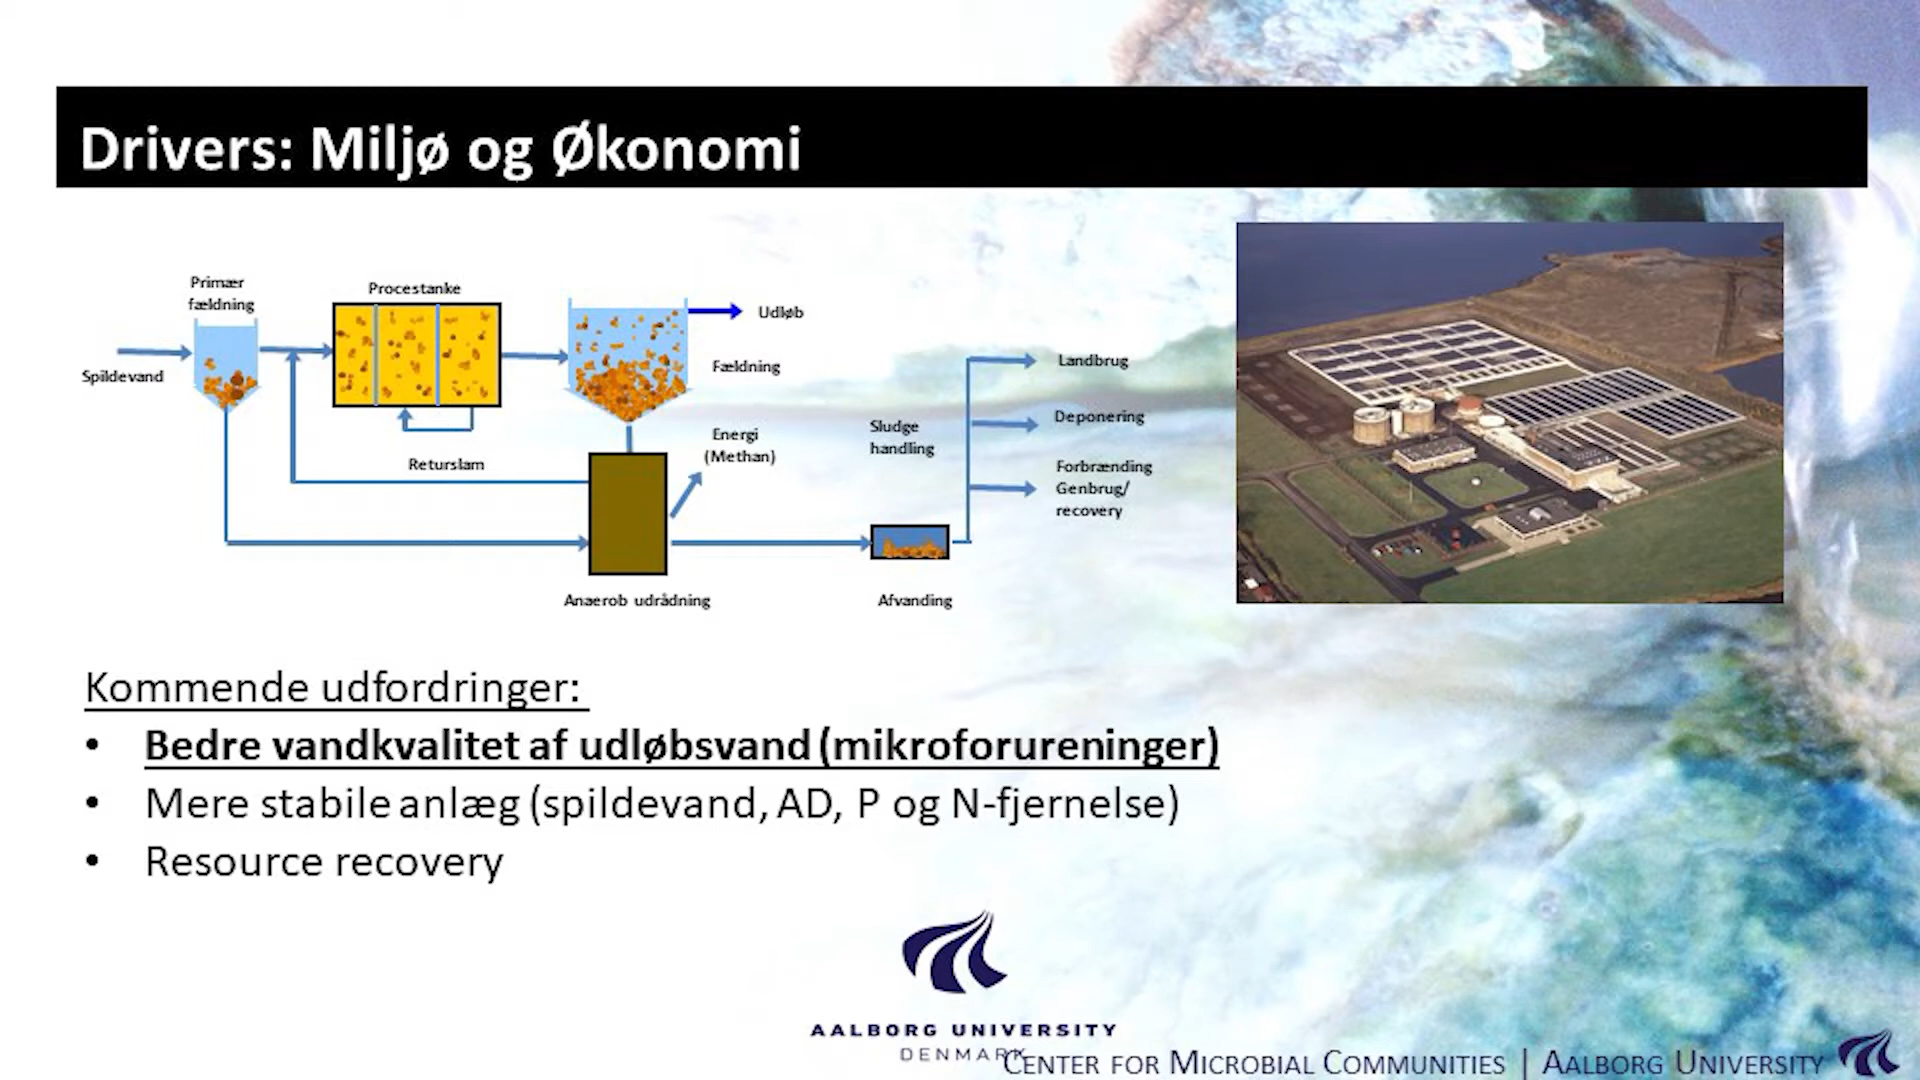 Drivers: Miljø og Økonomi
Primær
fældning
Procestanke
Udløb
Spildevand
Fældning
Landbrug
Deponering
Sludge
handling
Energi
(Methan)
Returslam
Forbrænding
Genbrug/
recovery
Anaerob udrådning
Afvanding
Kommende udfordringer:
• Bedre vandkvalitet af udløbsvand (mikroforureninger)
• Mere stabile anlæg (spildevand, AD, P og N-fjernelse)
• Resource recovery
AALBORG UNIVERSITY
DENMARK
CENTER FOR MICROBIAL COMMUNITIES | AALBORG UNIVERSITY